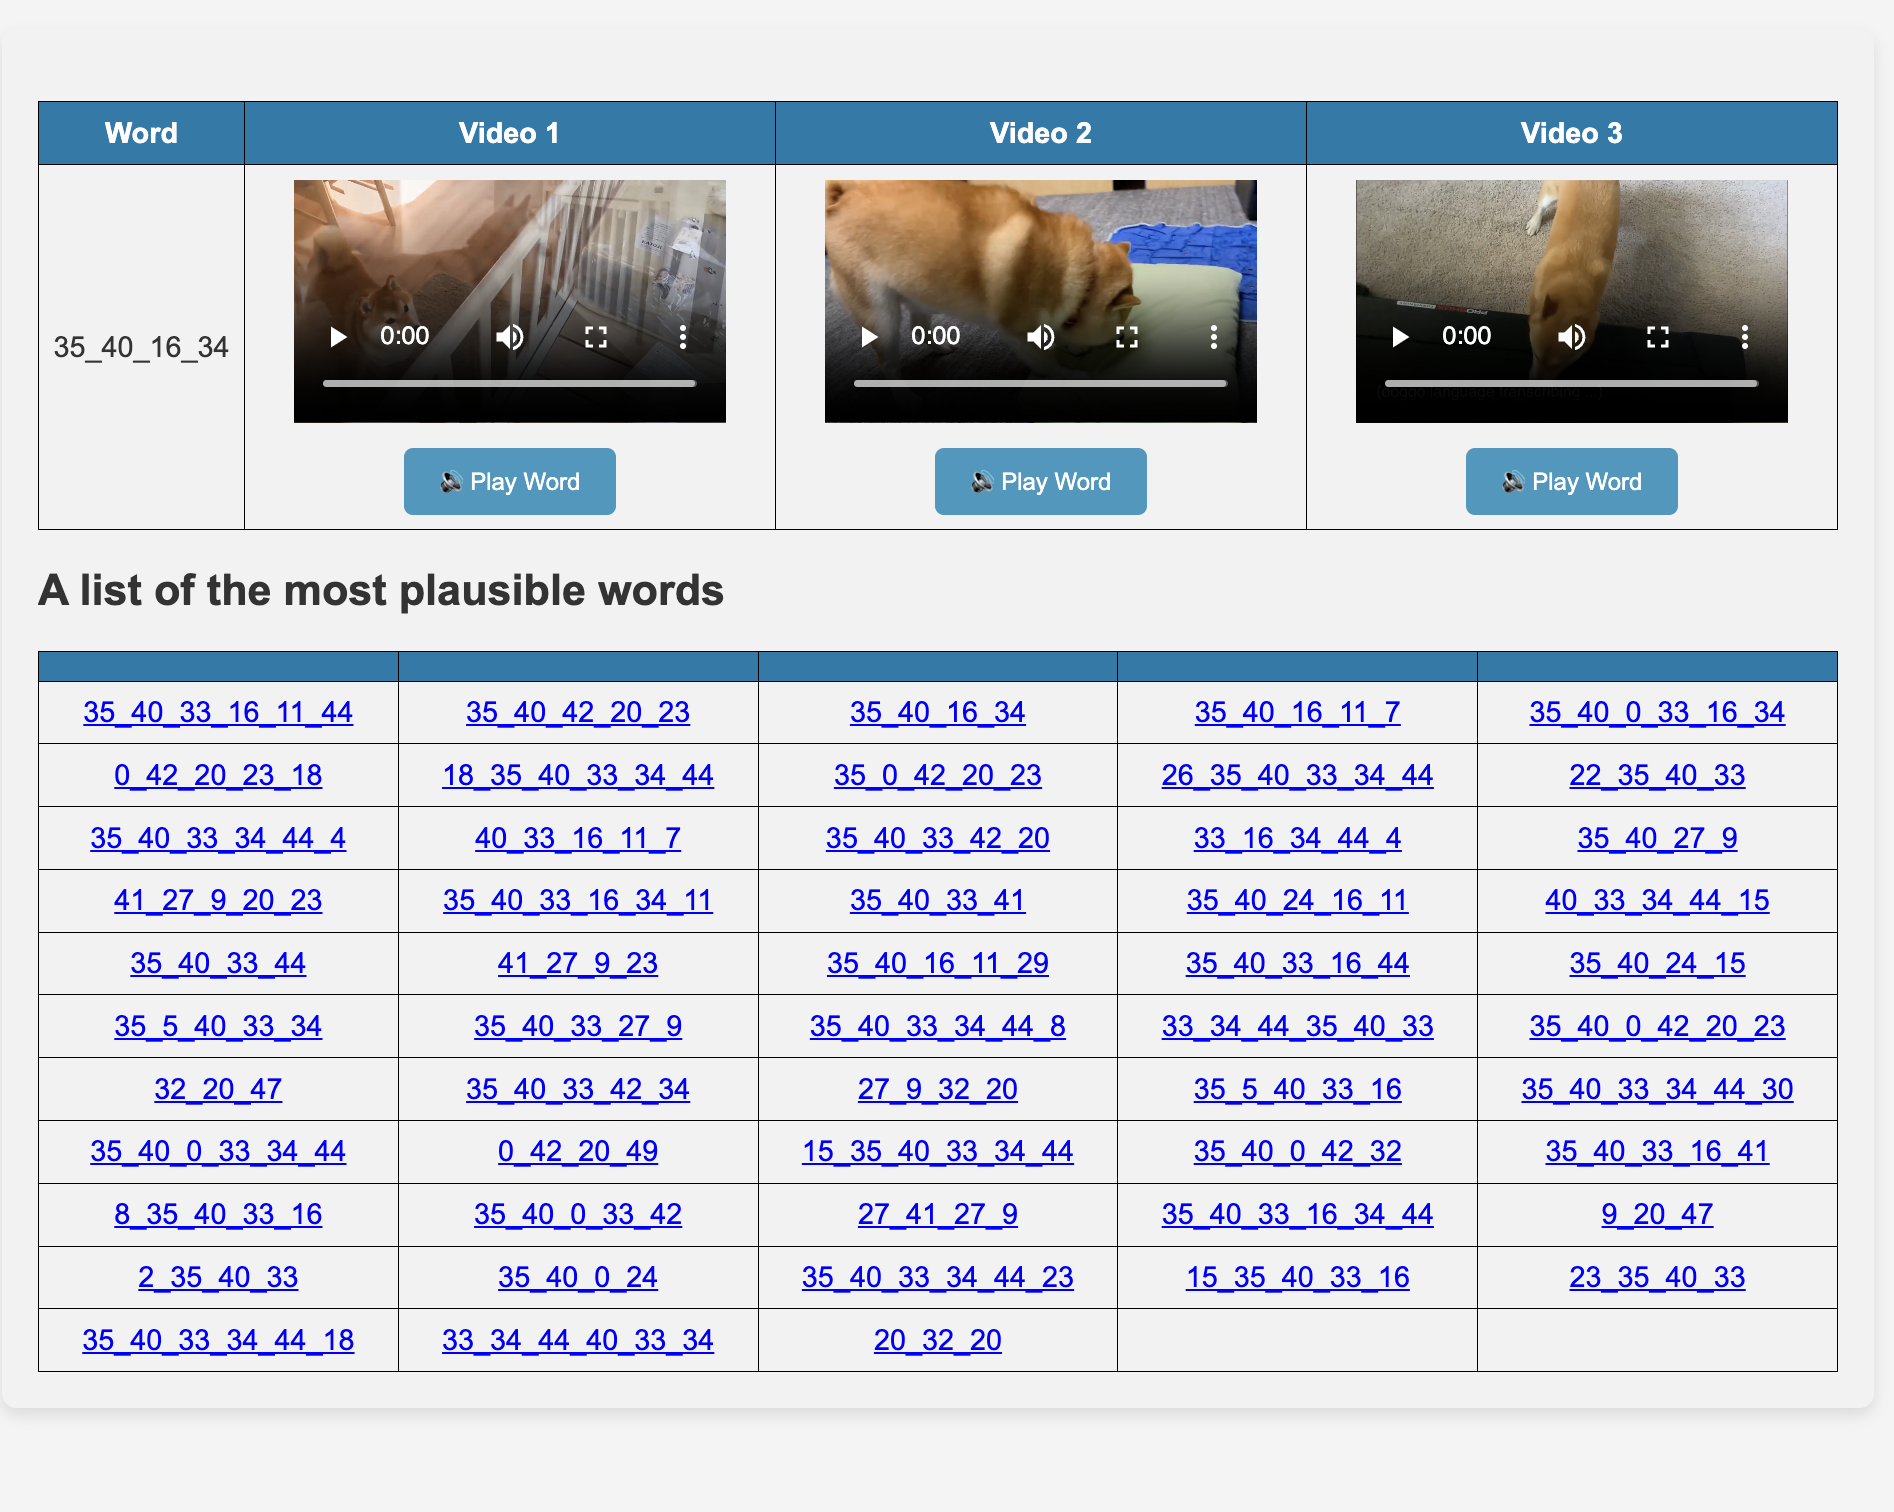 Word Video 1 Video 2 Video 3
35_40_16_34
0:00 0:00 0:00
🔊 Play Word 🔊 Play Word 🔊 Play Word
A list of the most plausible words
35_40_33_16_11_44 35_40_42_20_23 35_40_16_34 35_40_16_11_7 35_40_0_33_16_34
0_42_20_23_18 18_35_40_33_34_44 35_0_42_20_23 26_35_40_33_34_44 22_35_40_33
35_40_33_34_44_4 40_33_16_11_7 35_40_33_42_20 33_16_34_44_4 35_40_27_9
41_27_9_20_23 35_40_33_16_34_11 35_40_33_41 35_40_24_16_11 40_33_34_44_15
35_40_33_44 41_27_9_23 35_40_16_11_29 35_40_33_16_44 35_40_24_15
35_5_40_33_34 35_40_33_27_9 35_40_33_34_44_8 33_34_44_35_40_33 35_40_0_42_20_23
32_20_47 35_40_33_42_34 27_9_32_20 35_5_40_33_16 35_40_33_34_44_30
35_40_0_33_34_44 0_42_20_49 15_35_40_33_34_44 35_40_0_42_32 35_40_33_16_41
8_35_40_33_16 35_40_0_33_42 27_41_27_9 35_40_33_16_34_44 9_20_47
2_35_40_33 35_40_0_24 35_40_33_34_44_23 15_35_40_33_16 23_35_40_33
35_40_33_34_44_18 33_34_44_40_33_34 20_32_20